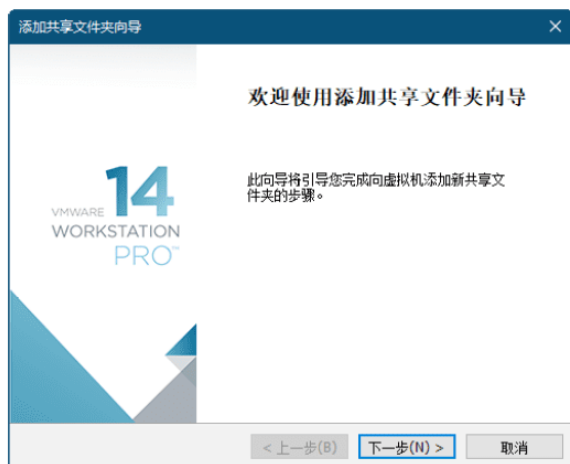 添加共享文件夹向导
欢迎使用添加共享文件夹向导
此向导将引导您完成向虚拟机添加新共享文
件夹的步骤。
VMWARE 14
WORKSTATION
PRO™
< 上一步(B)
下一步(N) >
取消